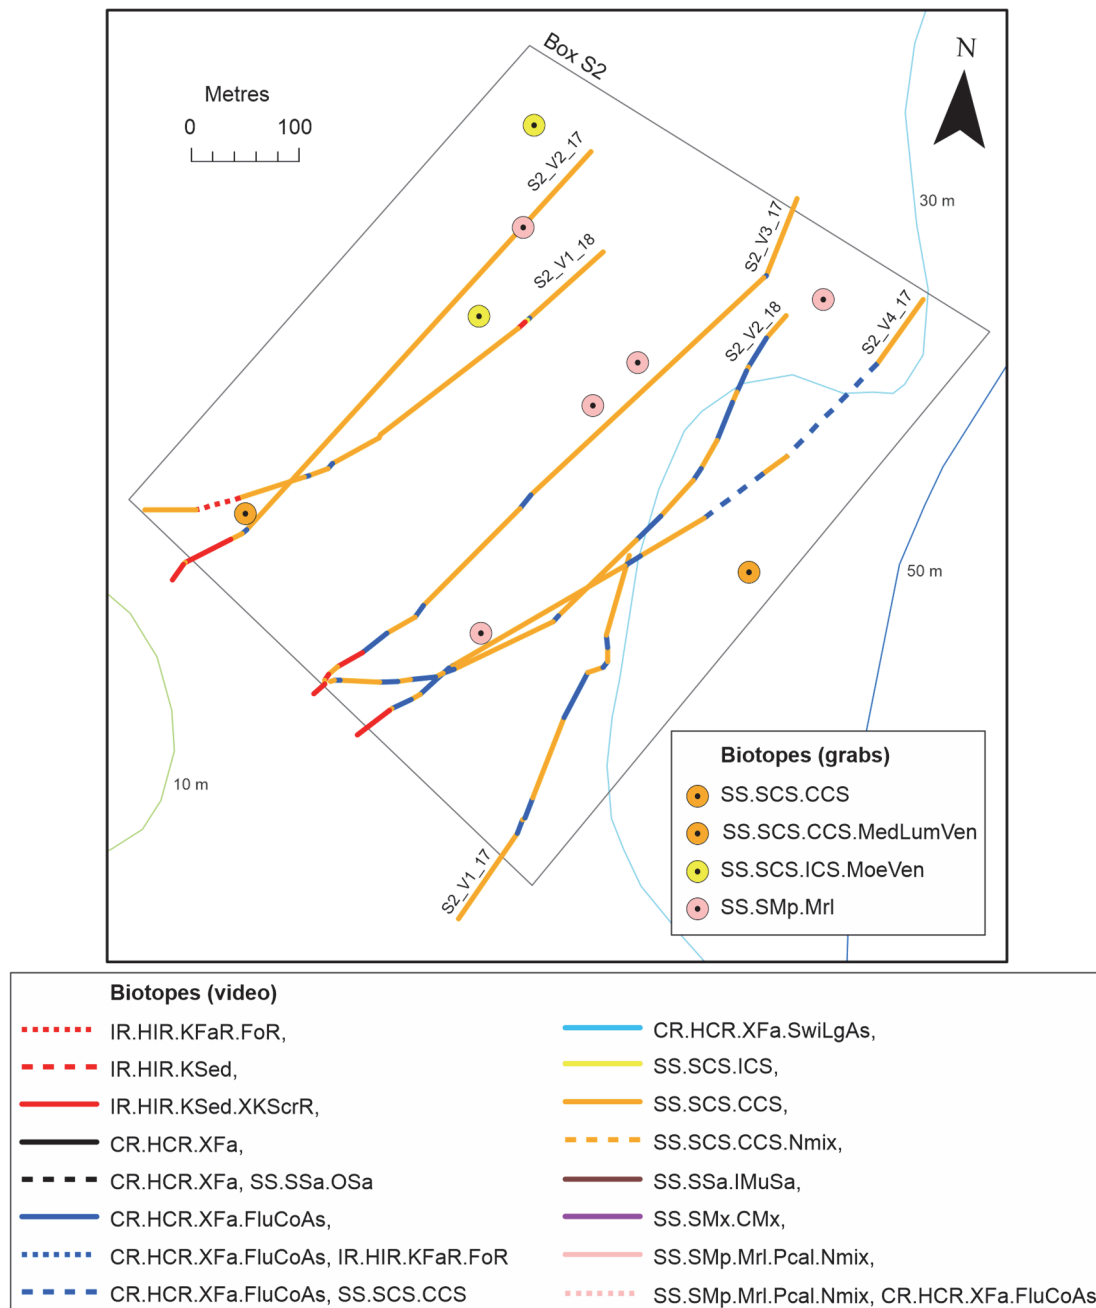 Box S2
N
Metres
0 100
S2_V2_17
S2_V1_18
S2_V3_17
30 m
S2_V4_17
S2_V2_18
50 m
10 m
S2_V1_17
Biotopes (grabs)
SS.SCS.CCS
SS.SCS.CCS.MedLumVen
SS.SCS.ICS.MoeVen
SS.SMp.Mrl
Biotopes (video)
IR.HIR.KFaR.FoR,
IR.HIR.KSed,
IR.HIR.KSed.XKScrR,
CR.HCR.XFa,
CR.HCR.XFa, SS.SSa.OSa
CR.HCR.XFa.FluCoAs,
CR.HCR.XFa.FluCoAs, IR.HIR.KFaR.FoR
CR.HCR.XFa.FluCoAs, SS.SCS.CCS
CR.HCR.XFa.SwiLgAs,
SS.SCS.ICS,
SS.SCS.CCS,
SS.SCS.CCS.Nmix,
SS.SSa.IMuSa,
SS.SMx.CMx,
SS.SMp.Mrl.Pcal.Nmix,
SS.SMp.Mrl.Pcal.Nmix, CR.HCR.XFa.FluCoAs